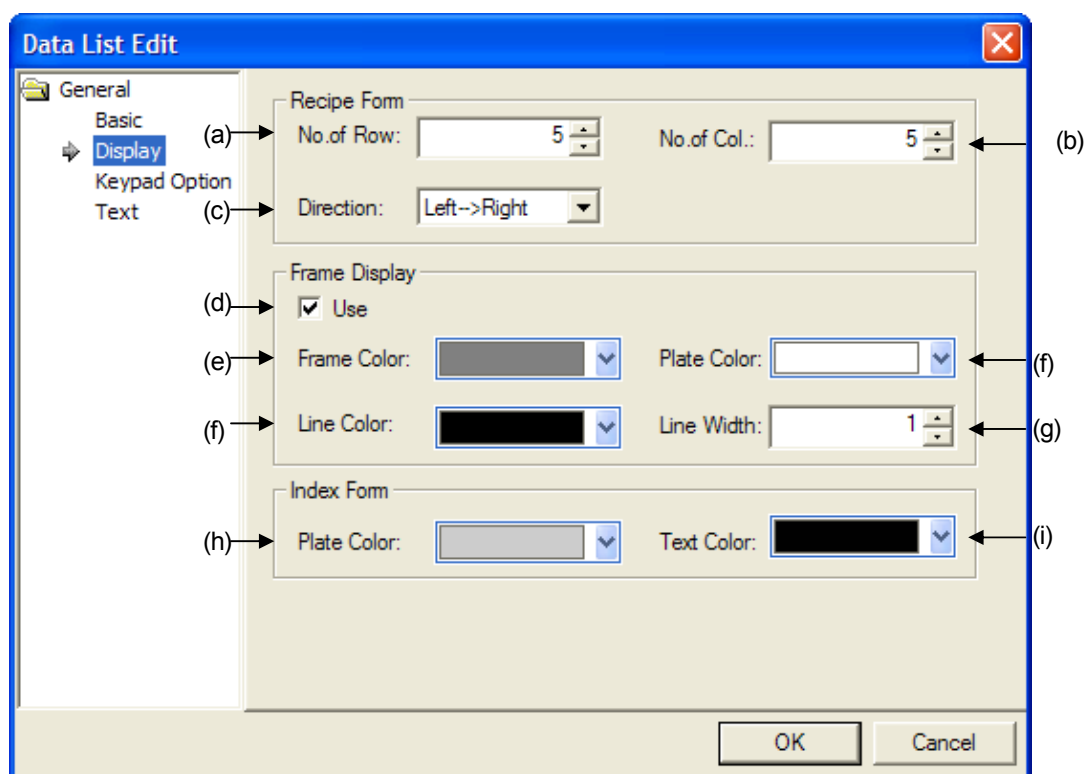 Data List Edit
General
Basic
Display
Keypad Option
Text
Recipe Form
(a) No.of Row: 5 No.of Col.: 5 (b)
(c) Direction: Left-->Right
Frame Display
(d) Use
(e) Frame Color: Plate Color: (f)
(f) Line Color: Line Width: 1 (g)
Index Form
(h) Plate Color: Text Color: (i)
OK Cancel